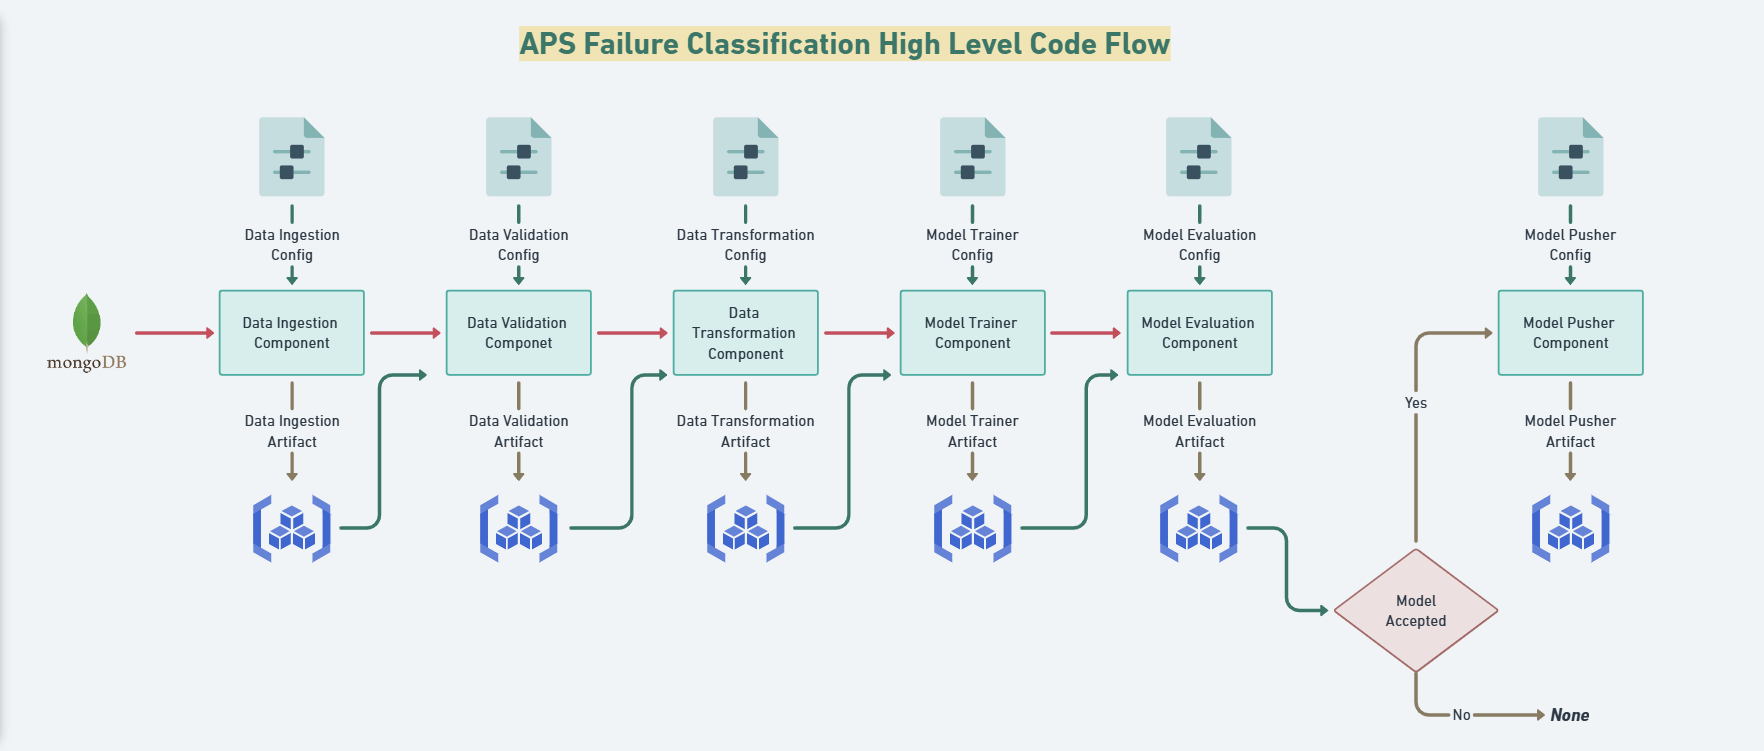 APS Failure Classification High Level Code Flow
Data Ingestion
Config
Data Validation
Config
Data Transformation
Config
Model Trainer
Config
Model Evaluation
Config
Model Pusher
Config
mongoDB
Data Ingestion
Component
Data Validation
Componet
Data
Transformation
Component
Model Trainer
Component
Model Evaluation
Component
Model Pusher
Component
Data Ingestion
Artifact
Data Validation
Artifact
Data Transformation
Artifact
Model Trainer
Artifact
Model Evaluation
Artifact
Yes
Model Pusher
Artifact
Model
Accepted
No
None